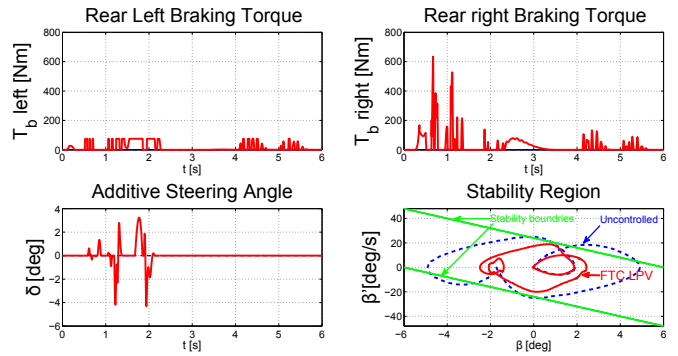 Rear Left Braking Torque
T_b left [Nm]
800
600
400
200
0
0 1 2 3 4 5 6
t [s]
Rear right Braking Torque
T_b right [Nm]
800
600
400
200
0
0 1 2 3 4 5 6
t [s]
Additive Steering Angle
δ [deg]
4
2
0
−2
−4
−6
0 1 2 3 4 5 6
t [s]
Stability Region
β'[deg/s]
40
20
0
−20
−40
Stability boundries
Uncontrolled
FTC LPV
−6 −4 −2 0 2 4 6
β [deg]